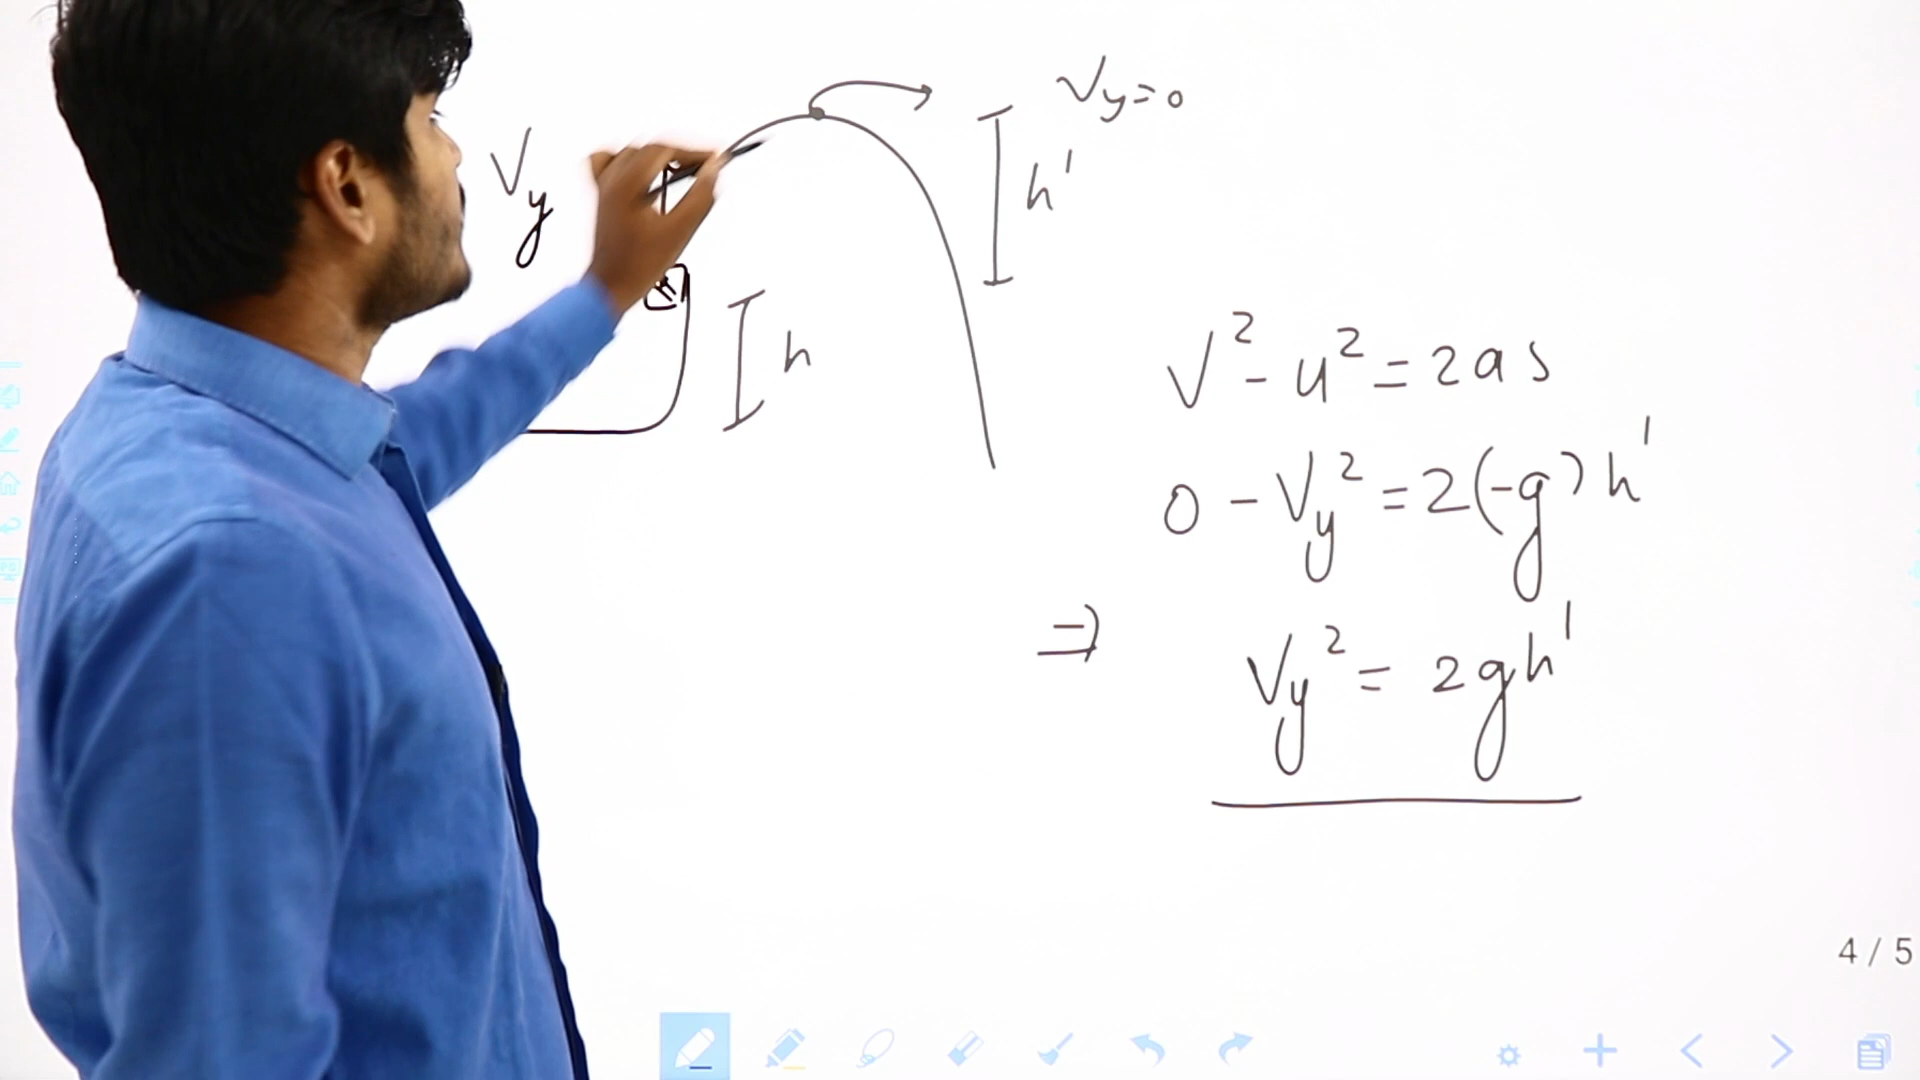 Vy=0
Vy
h'
h
V² - u² = 2as
0 - Vy² = 2(-g)h'
⇒ Vy² = 2gh'
4 / 5